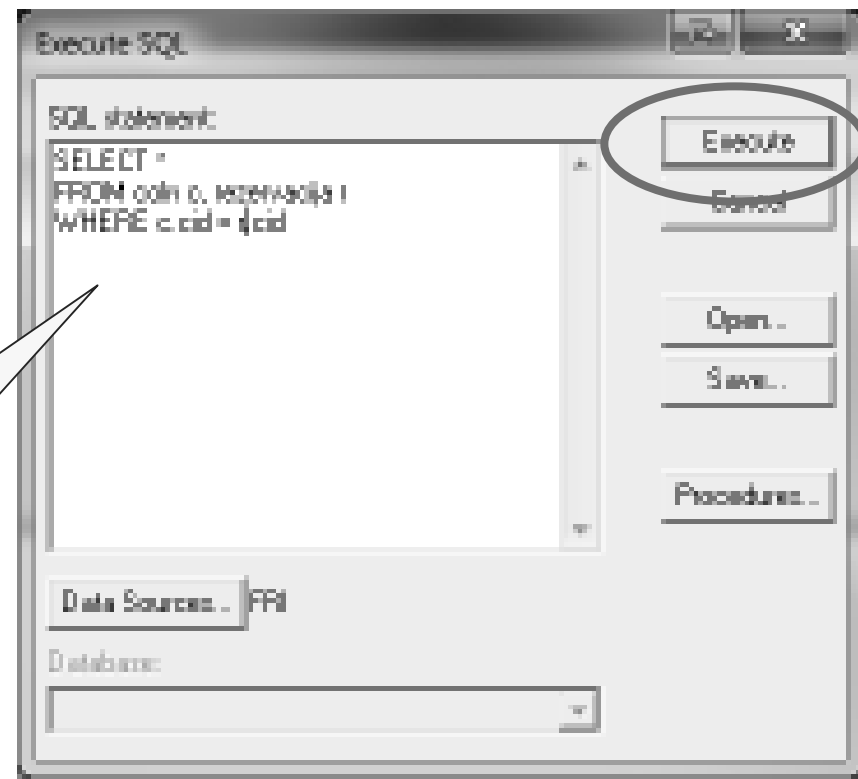 Execute SQL
SQL statement:
SELECT *
FROM coln c, rezervacija r
WHERE c.cid = r.cid
Execute
Cancel
Open...
Save...
Procedures...
Data Sources...
FRI
Database: